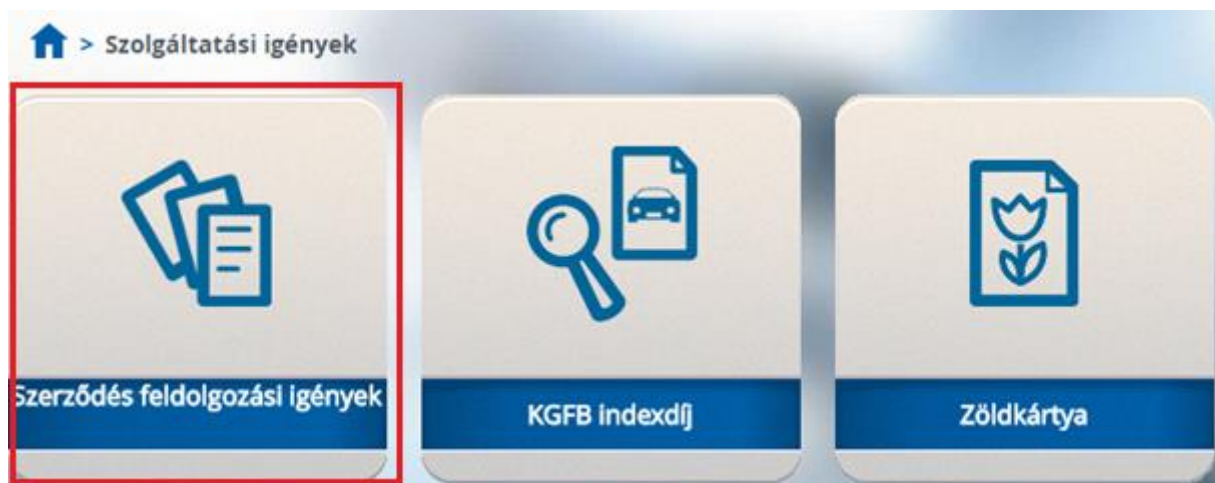 > Szolgáltatási igények
Szerződés feldolgozási igények
KGFB indexdíj
Zöldkártya